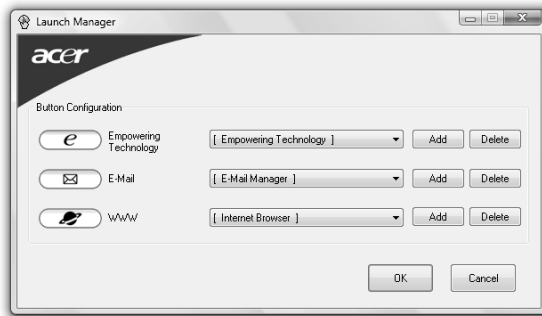 Launch Manager
acer
Button Configuration
e Empowering Technology [ Empowering Technology ] Add Delete
E-Mail [ E-Mail Manager ] Add Delete
WWW [ Internet Browser ] Add Delete
OK Cancel